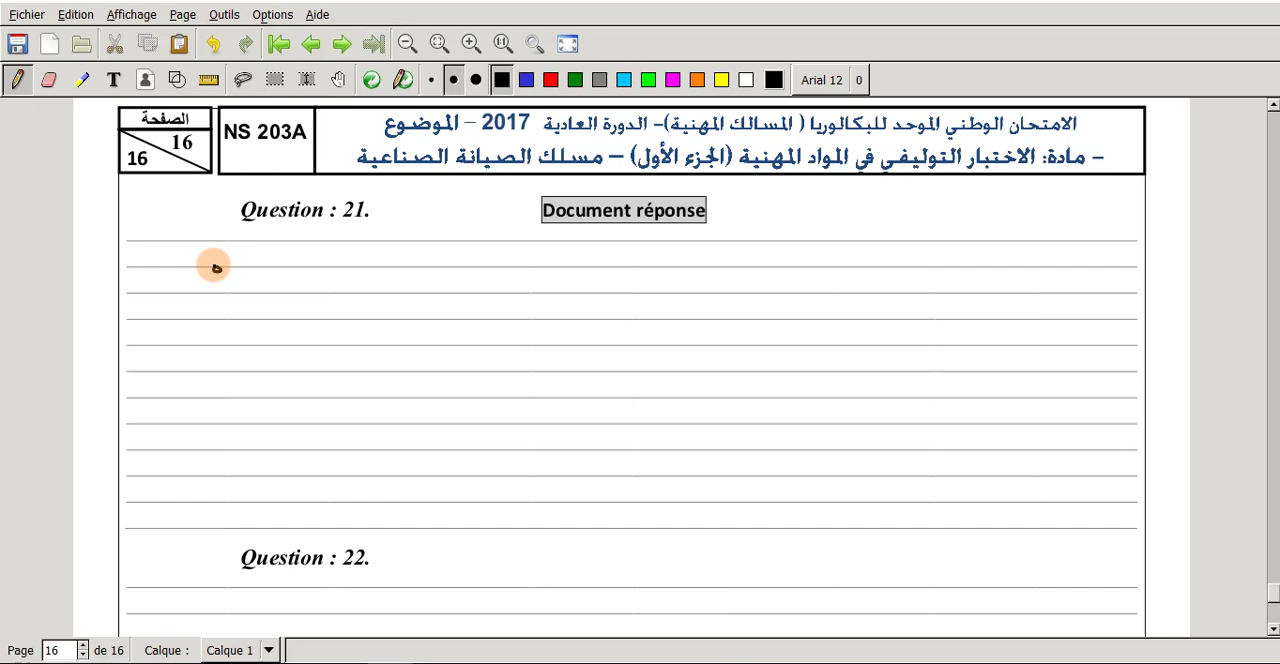 Fichier Edition Affichage Page Outils Options Aide
Arial 12 0
الصفحة
16
16
NS 203A
الامتحان الوطني الموحد للبكالوريا ( المسالك المهنية)– الدورة العادية 2017 – الموضوع
– مادة: الاختبار التوليفي في المواد المهنية (الجزء الأول) – مسلك الصيانة الصناعية
Question : 21.
Document réponse
Question : 22.
Page 16 de 16 Calque : Calque 1